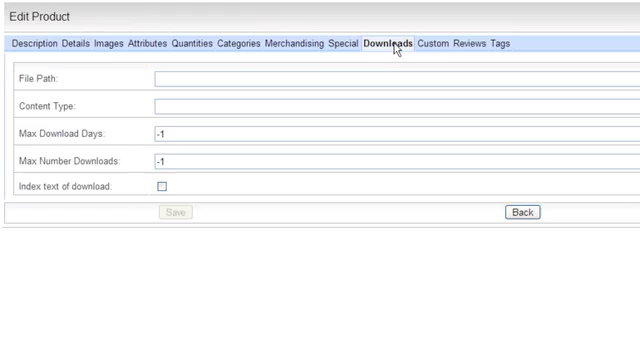 Edit Product
Description Details Images Attributes Quantities Categories Merchandising Special Downloads Custom Reviews Tags
File Path:
Content Type:
Max Download Days: -1
Max Number Downloads: -1
Index text of download:
Save Back